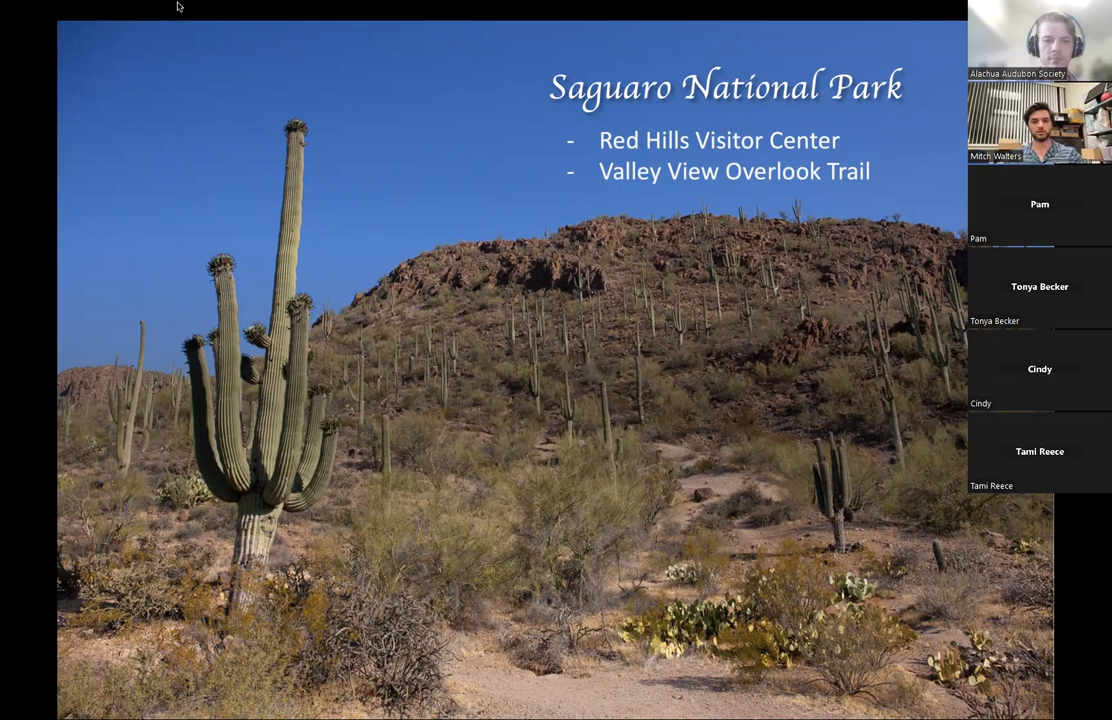 Saguaro National Park
- Red Hills Visitor Center
- Valley View Overlook Trail
Alachua Audubon Society
Mitch Walters
Pam
Pam
Tonya Becker
Tonya Becker
Cindy
Cindy
Tami Reece
Tami Reece